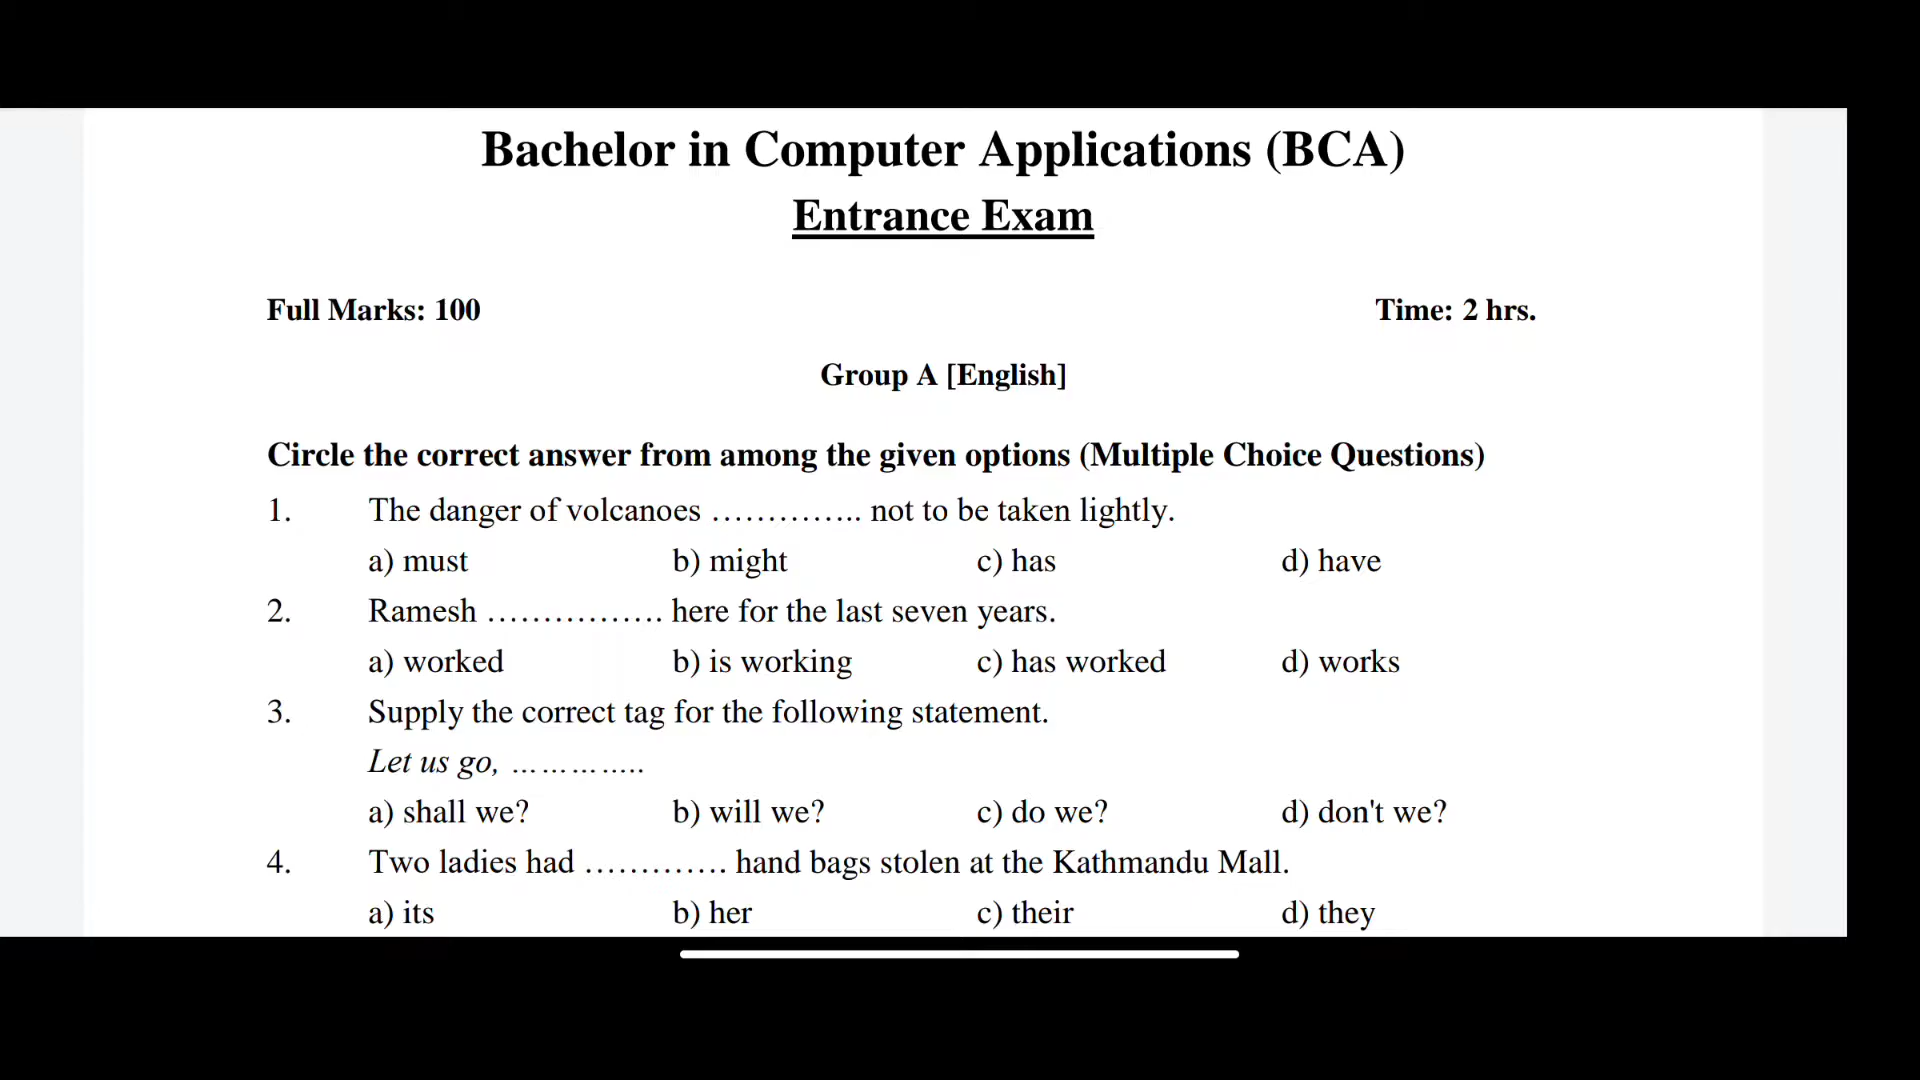 Bachelor in Computer Applications (BCA)
Entrance Exam
Full Marks: 100 Time: 2 hrs.
Group A [English]
Circle the correct answer from among the given options (Multiple Choice Questions)
1. The danger of volcanoes ………….. not to be taken lightly.
a) must b) might c) has d) have
2. Ramesh ……………. here for the last seven years.
a) worked b) is working c) has worked d) works
3. Supply the correct tag for the following statement.
Let us go, …………..
a) shall we? b) will we? c) do we? d) don't we?
4. Two ladies had …………. hand bags stolen at the Kathmandu Mall.
a) its b) her c) their d) they